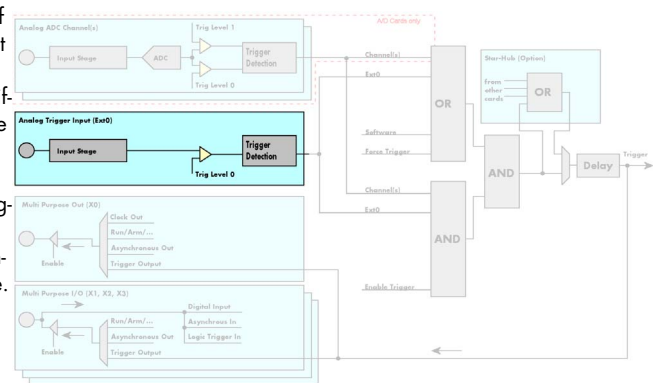 f
t
f-
e
g-
-
e.
A/D Cards only
Analog ADC Channel(s)
Trig Level 1
Input Stage
ADC
Trigger
Detection
Trig Level 0
Channel(s)
Ext0
OR
Software
Force Trigger
Star-Hub (Option)
From
other
cards
OR
Analog Trigger Input (Ext0)
Input Stage
Trigger
Detection
Trig Level 0
AND
Delay
Trigger
Channel(s)
Ext0
AND
Enable Trigger
Multi Purpose Out (X0)
Clock Out
Run/Arm/...
Asynchronous Out
Trigger Output
Enable
Multi Purpose I/O (X1, X2, X3)
Digital Input
Run/Arm/...
Asynchrous In
Asynchronous Out
Logic Trigger In
Enable
Trigger Output